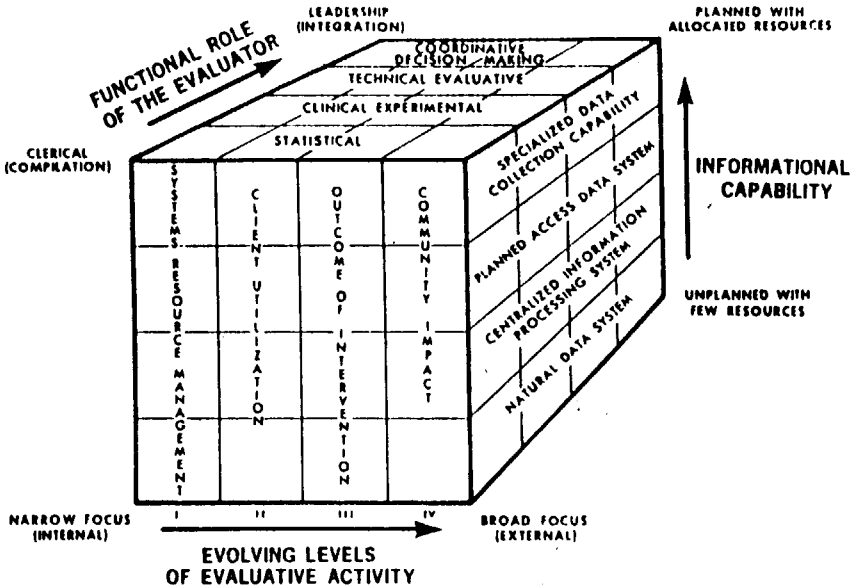 LEADERSHIP
(INTEGRATION)
PLANNED WITH
ALLOCATED RESOURCES
FUNCTIONAL ROLE
OF THE EVALUATOR
COORDINATIVE
DECISION MAKING
TECHNICAL EVALUATIVE
CLINICAL EXPERIMENTAL
STATISTICAL
CLERICAL
(COMPILATION)
SPECIALIZED DATA
COLLECTION CAPABILITY
PLANNED ACCESS DATA SYSTEM
CENTRALIZED INFORMATION
PROCESSING SYSTEM
NATURAL DATA SYSTEM
INFORMATIONAL
CAPABILITY
UNPLANNED WITH
FEW RESOURCES
SYSTEMS RESOURCE MANAGEMENT
CLIENT UTILIZATION
OUTCOME OF INTERVENTION
COMMUNITY IMPACT
I II III IV
NARROW FOCUS
(INTERNAL)
BROAD FOCUS
(EXTERNAL)
EVOLVING LEVELS
OF EVALUATIVE ACTIVITY